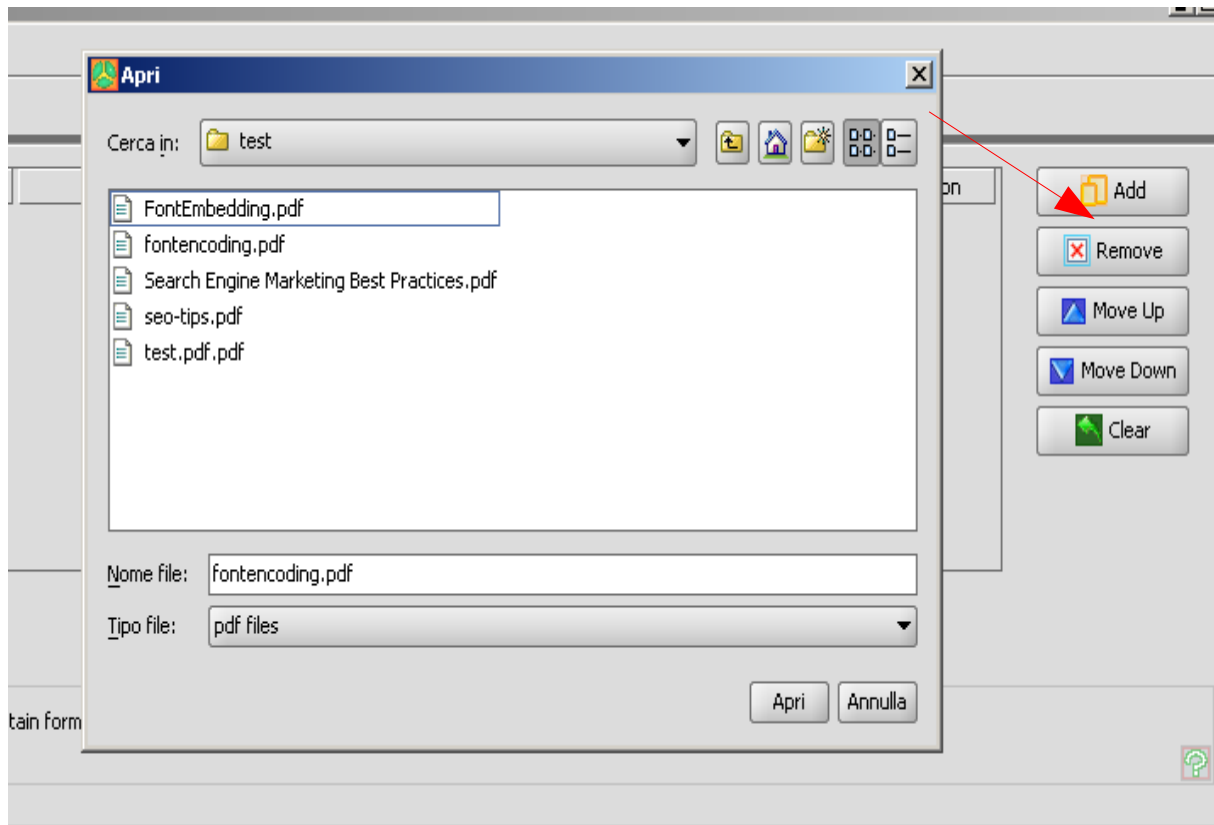 Apri
Cerca in: test
FontEmbedding.pdf
fontencoding.pdf
Search Engine Marketing Best Practices.pdf
seo-tips.pdf
test.pdf.pdf
Nome file: fontencoding.pdf
Tipo file: pdf files
Apri Annulla
on
Add
Remove
Move Up
Move Down
Clear
tain form